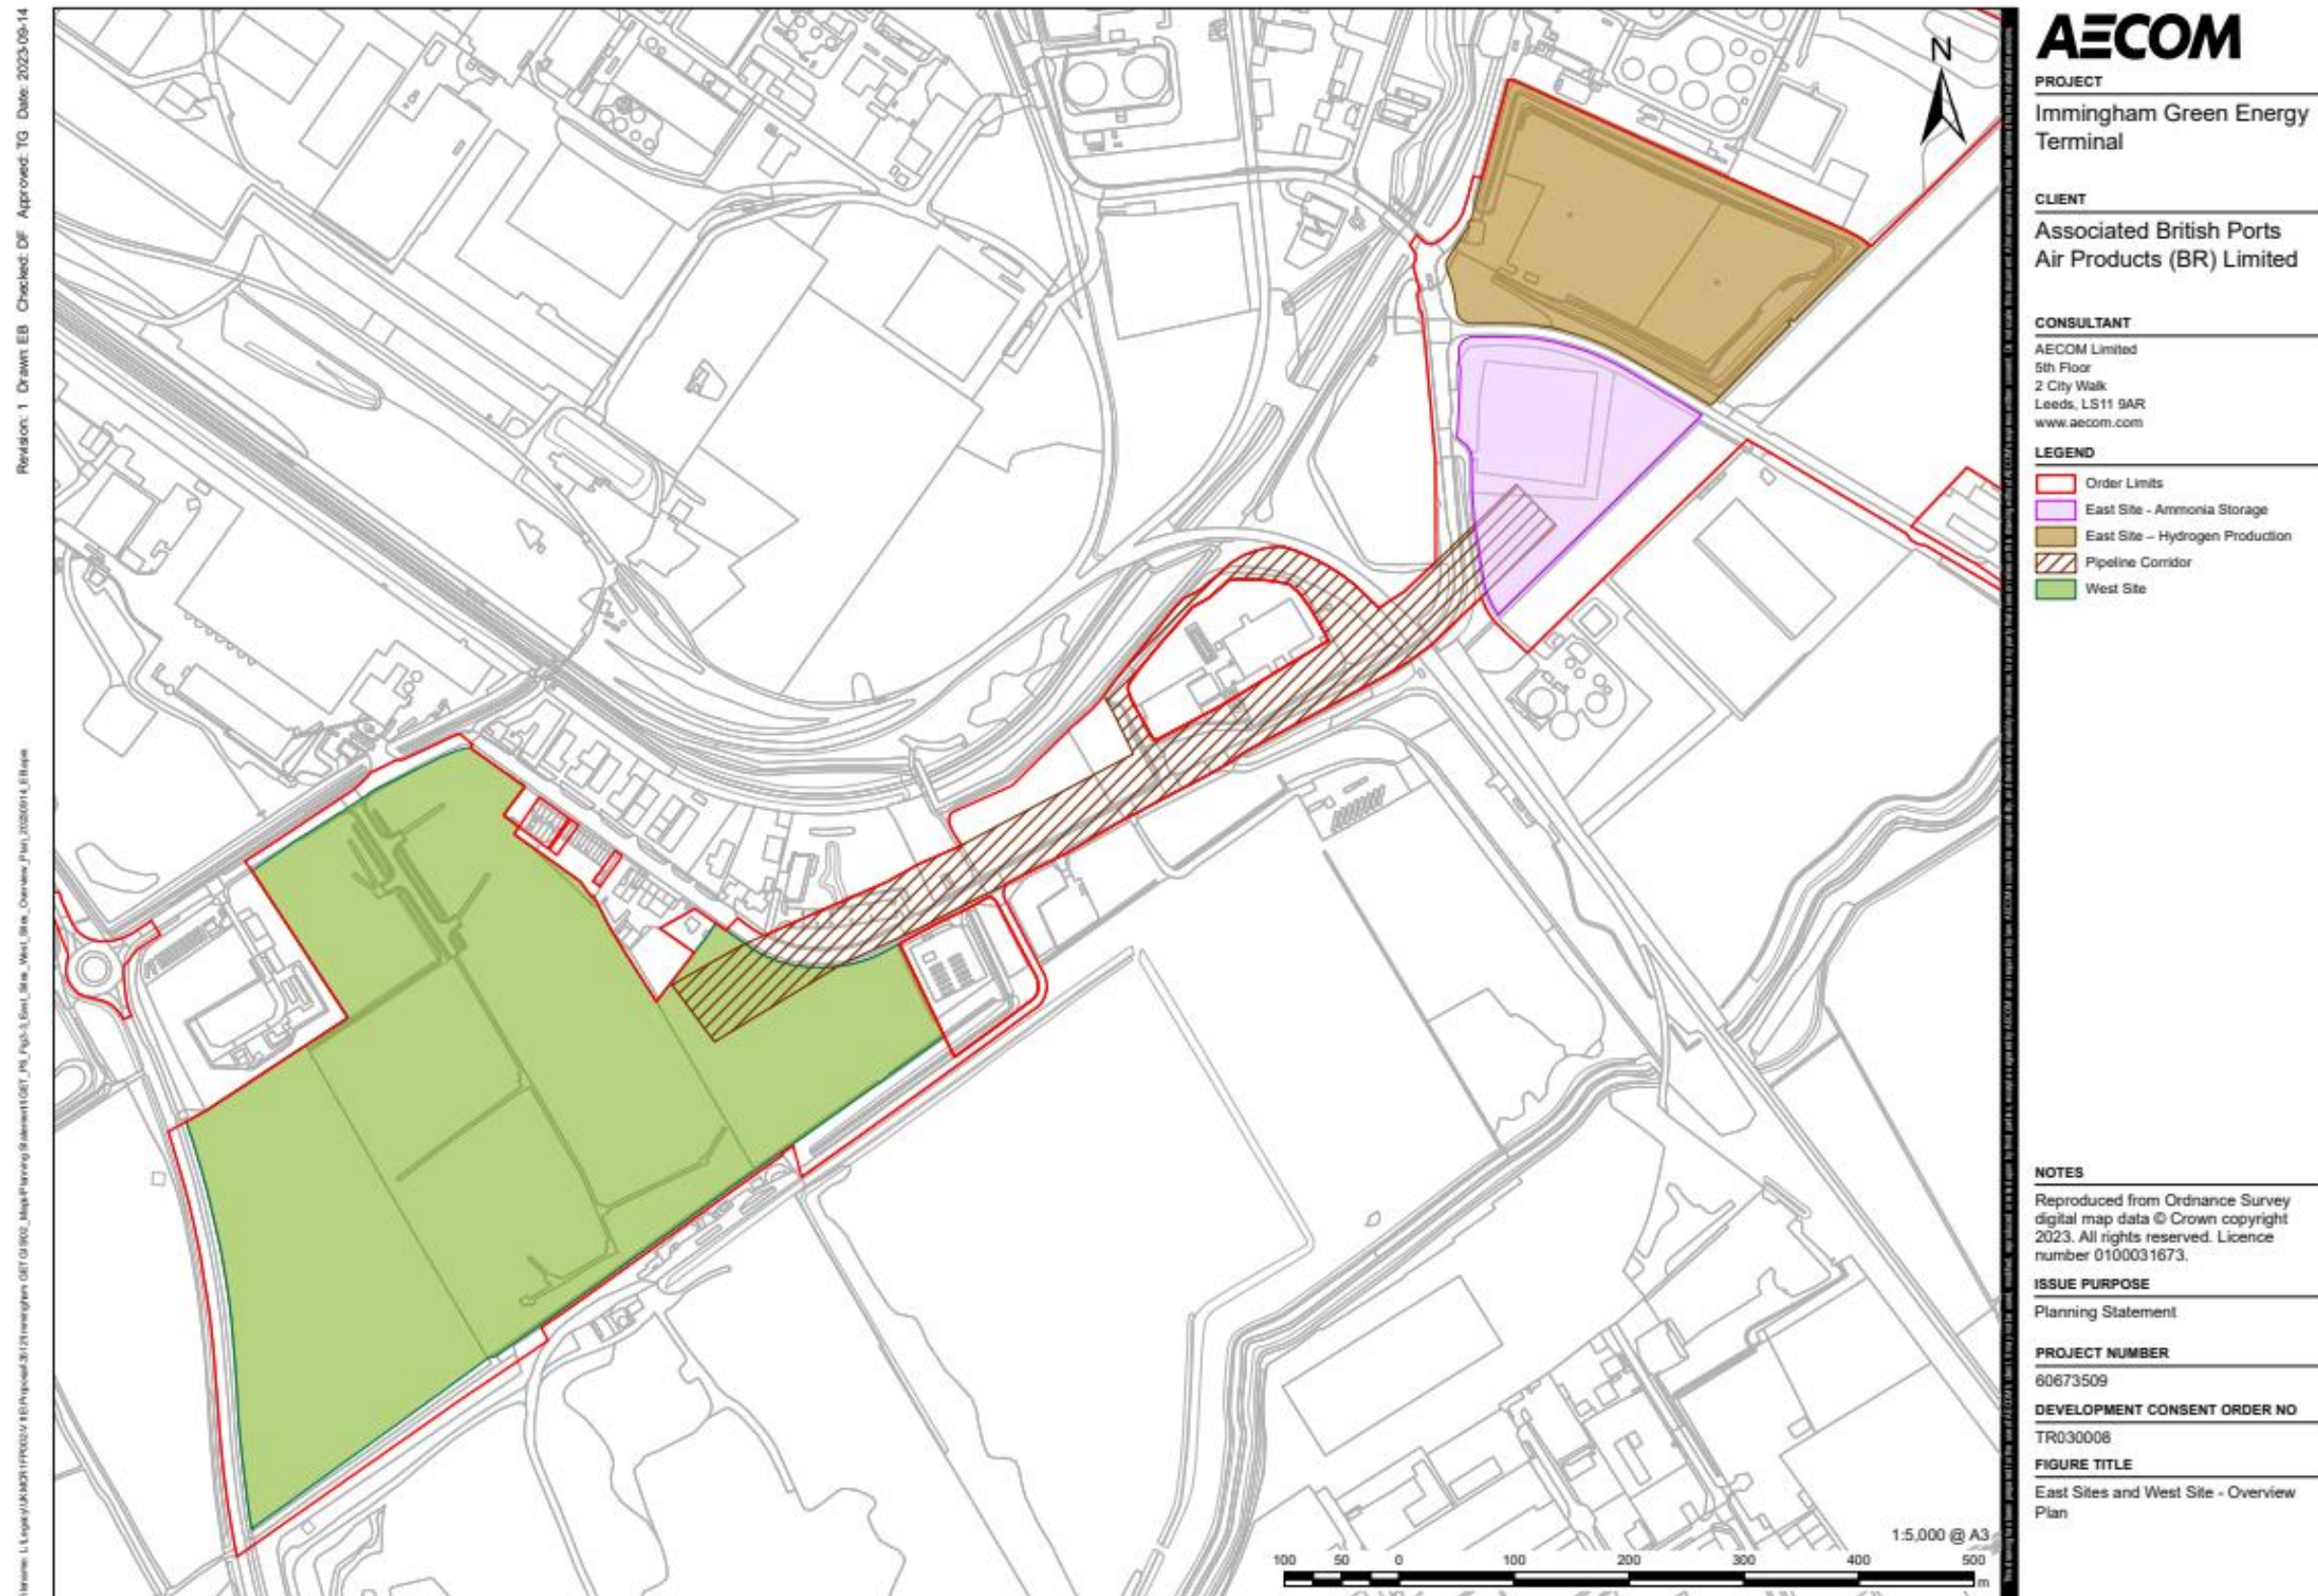 Revision: 1 Drawn: EB Checked: DF Approved: TG Date: 2023-09-14
N
1:5,000 @ A3
100 50 0 100 200 300 400 500
m
AECOM
PROJECT
Immingham Green Energy
Terminal
CLIENT
Associated British Ports
Air Products (BR) Limited
CONSULTANT
AECOM Limited
5th Floor
2 City Walk
Leeds, LS11 9AR
www.aecom.com
LEGEND
Order Limits
East Site - Ammonia Storage
East Site – Hydrogen Production
Pipeline Corridor
West Site
NOTES
Reproduced from Ordnance Survey
digital map data © Crown copyright
2023. All rights reserved. Licence
number 0100031673.
ISSUE PURPOSE
Planning Statement
PROJECT NUMBER
60673509
DEVELOPMENT CONSENT ORDER NO
TR030008
FIGURE TITLE
East Sites and West Site - Overview
Plan